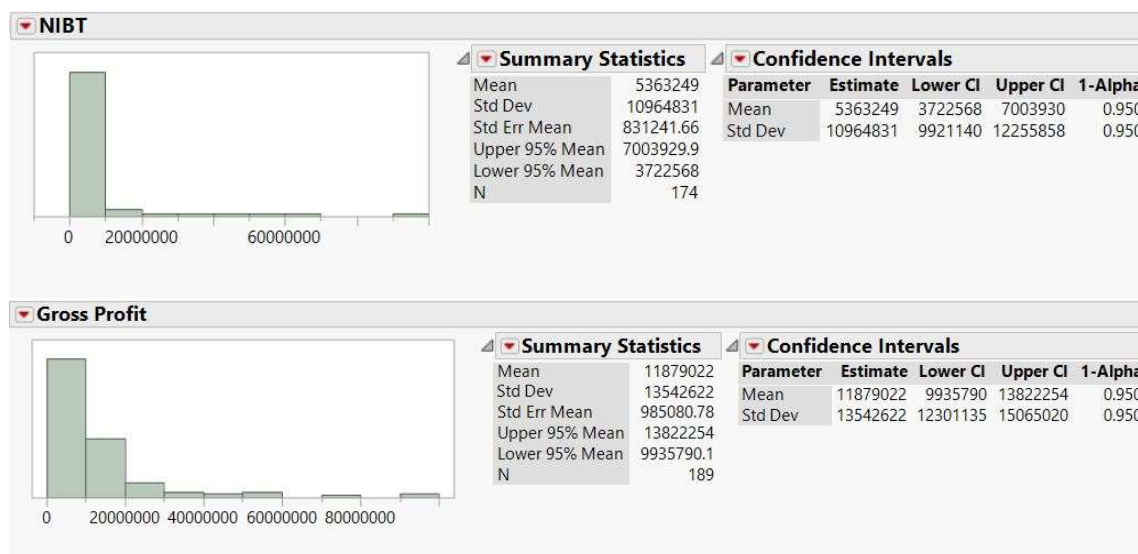 NIBT
Summary Statistics
Mean 5363249
Std Dev 10964831
Std Err Mean 831241.66
Upper 95% Mean 7003929.9
Lower 95% Mean 3722568
N 174
Confidence Intervals
Parameter Estimate Lower CI Upper CI 1-Alpha
Mean 5363249 3722568 7003930 0.950
Std Dev 10964831 9921140 12255858 0.950
0 20000000 60000000
Gross Profit
Summary Statistics
Mean 11879022
Std Dev 13542622
Std Err Mean 985080.78
Upper 95% Mean 13822254
Lower 95% Mean 9935790.1
N 189
Confidence Intervals
Parameter Estimate Lower CI Upper CI 1-Alpha
Mean 11879022 9935790 13822254 0.950
Std Dev 13542622 12301135 15065020 0.950
0 20000000 40000000 60000000 80000000